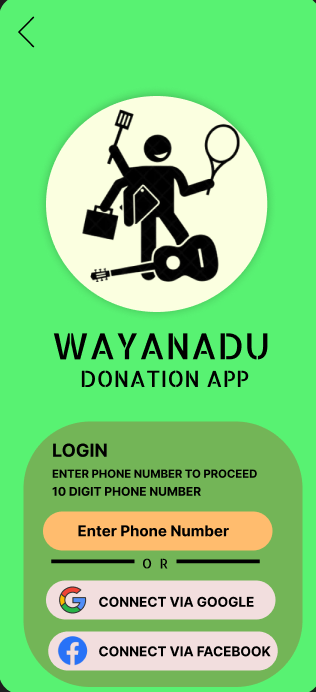 WAYANADU
DONATION APP
LOGIN
ENTER PHONE NUMBER TO PROCEED
10 DIGIT PHONE NUMBER
Enter Phone Number
O R
CONNECT VIA GOOGLE
CONNECT VIA FACEBOOK